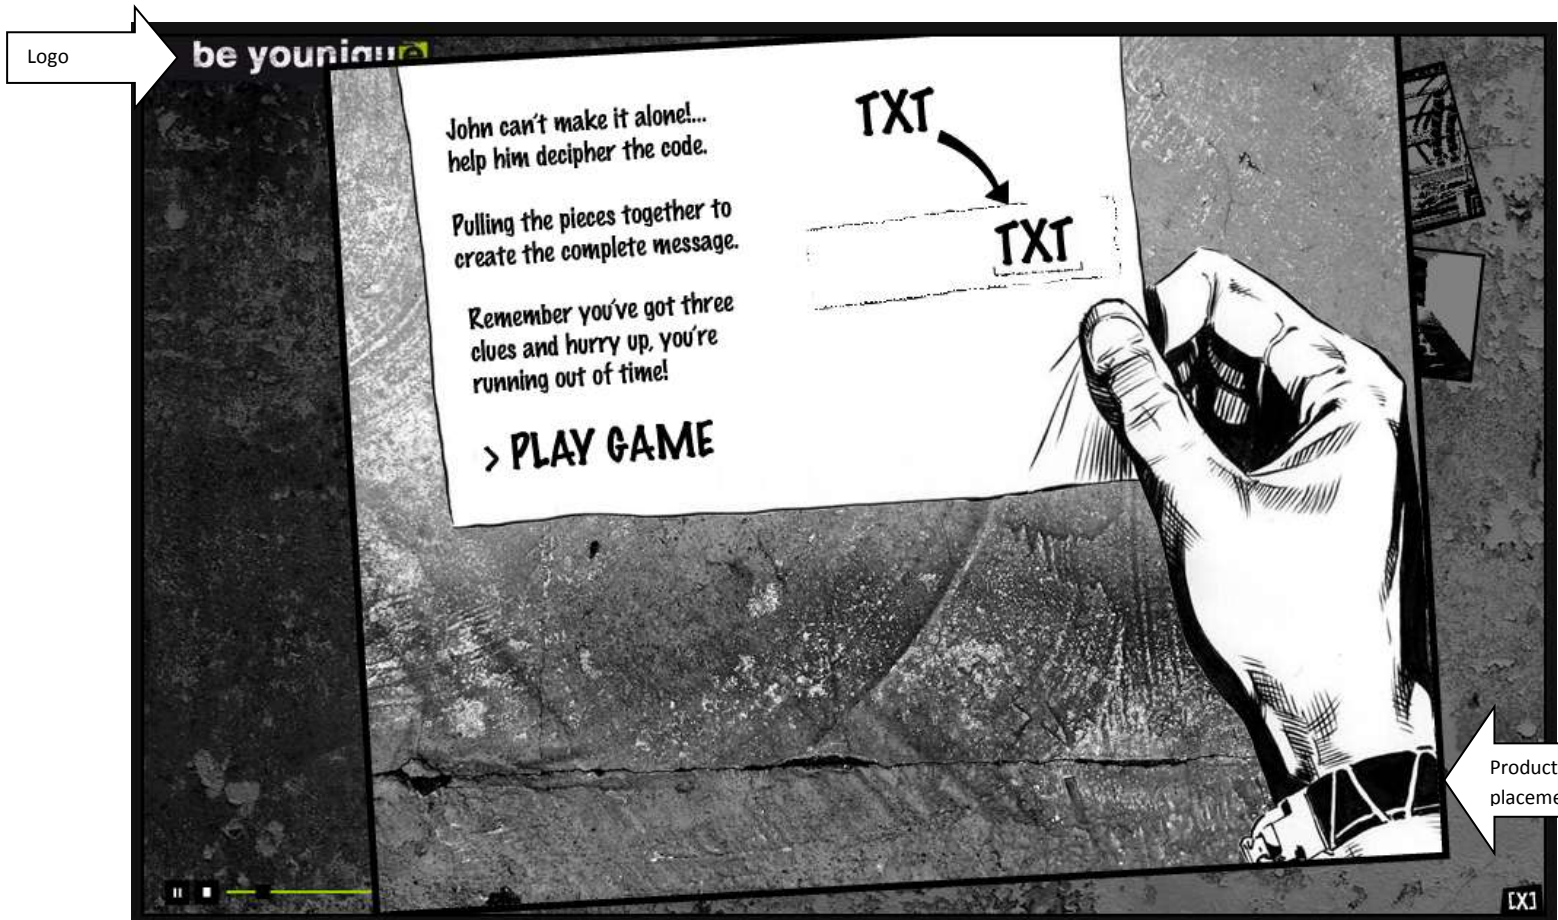 Logo
be younique
John can't make it alone!...
help him decipher the code.
Pulling the pieces together to
create the complete message.
Remember you've got three
clues and hurry up, you're
running out of time!
> PLAY GAME
TXT
TXT
Product
[X]